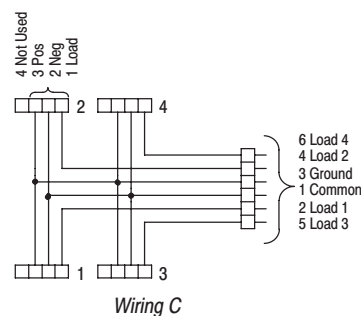 4 Not Used
3 Pos
2 Neg
1 Load
2
4
6 Load 4
4 Load 2
3 Ground
1 Common
2 Load 1
5 Load 3
1
3
Wiring C